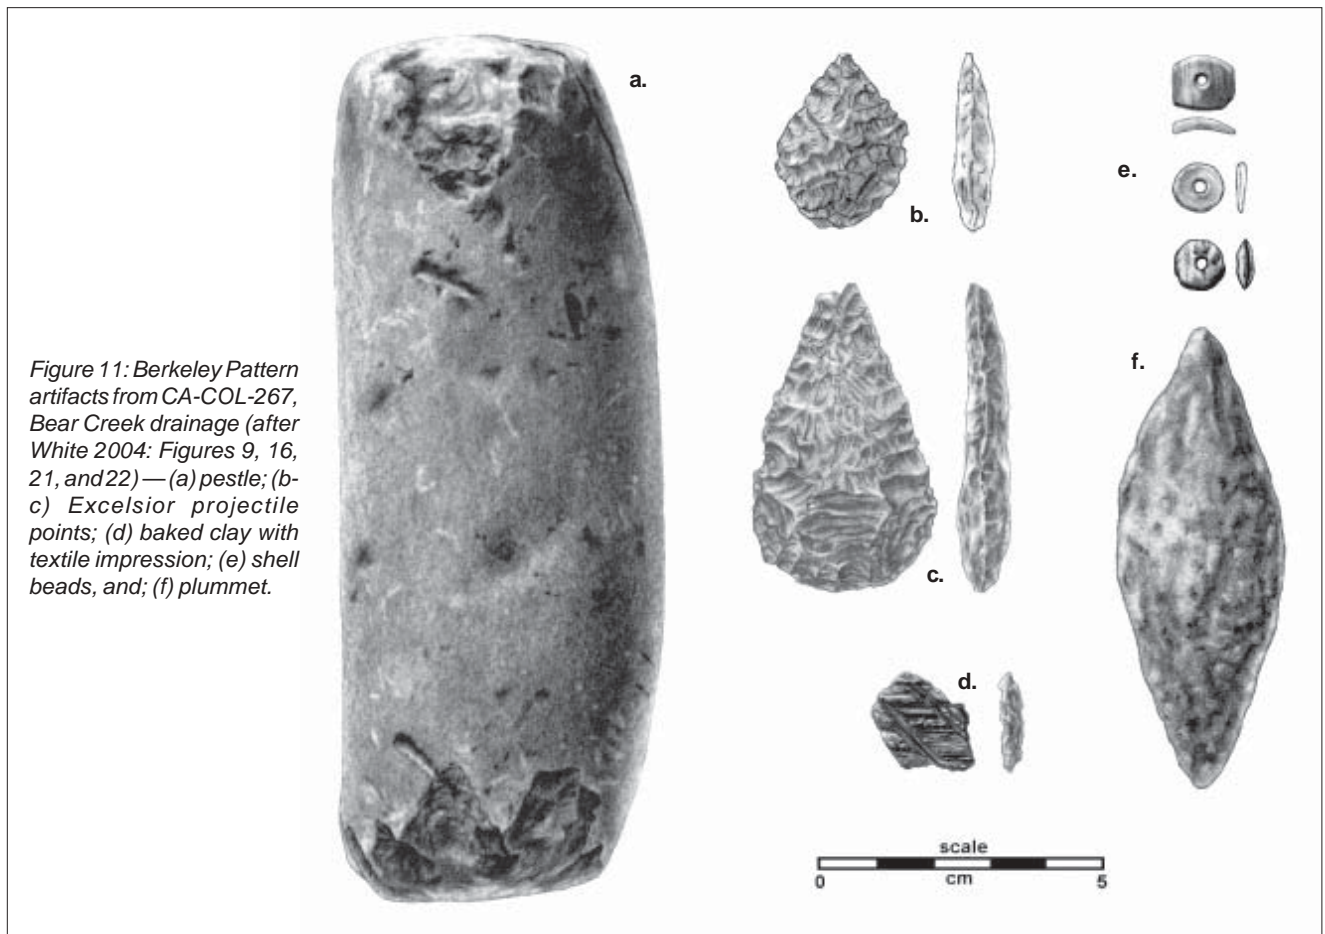 Figure 11: Berkeley Pattern
artifacts from CA-COL-267,
Bear Creek drainage (after
White 2004: Figures 9, 16,
21, and 22) — (a) pestle; (b-
c) Excelsior projectile
points; (d) baked clay with
textile impression; (e) shell
beads, and; (f) plummet.
a.
b.
c.
d.
e.
f.
scale
0 cm 5